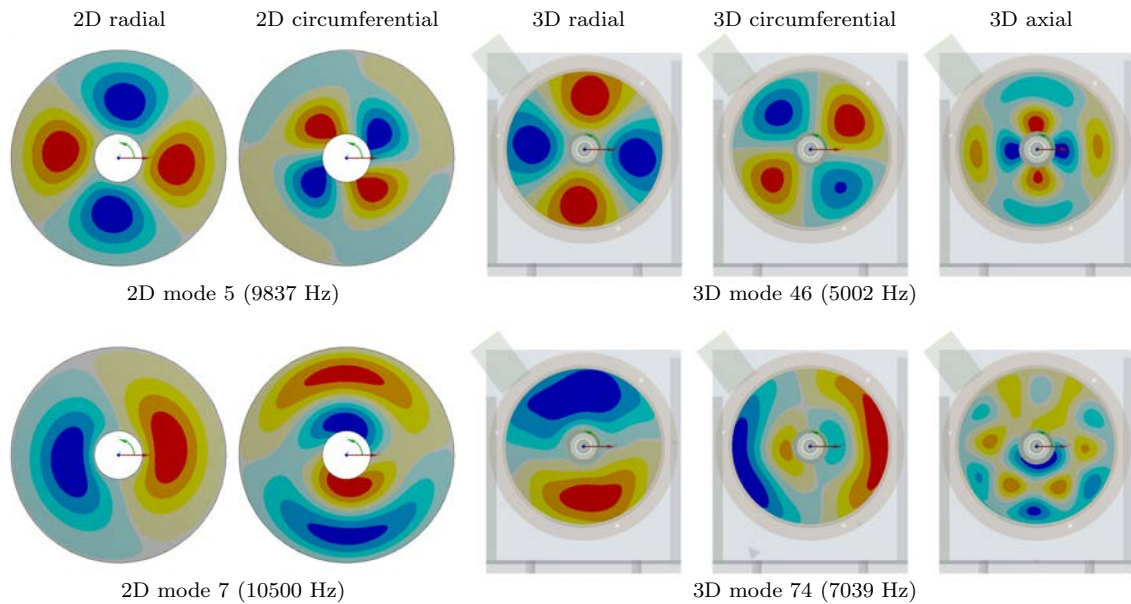 2D radial 2D circumferential 3D radial 3D circumferential 3D axial
2D mode 5 (9837 Hz) 3D mode 46 (5002 Hz)
2D mode 7 (10500 Hz) 3D mode 74 (7039 Hz)